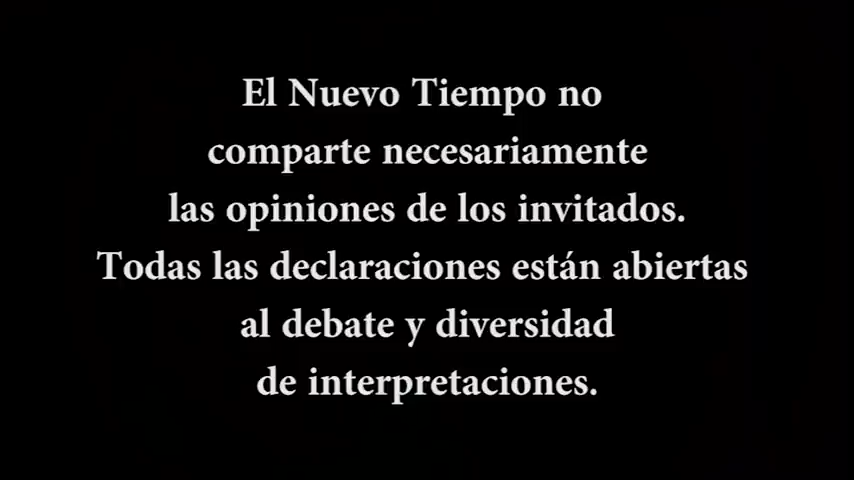 El Nuevo Tiempo no
comparte necesariamente
las opiniones de los invitados.
Todas las declaraciones están abiertas
al debate y diversidad
de interpretaciones.